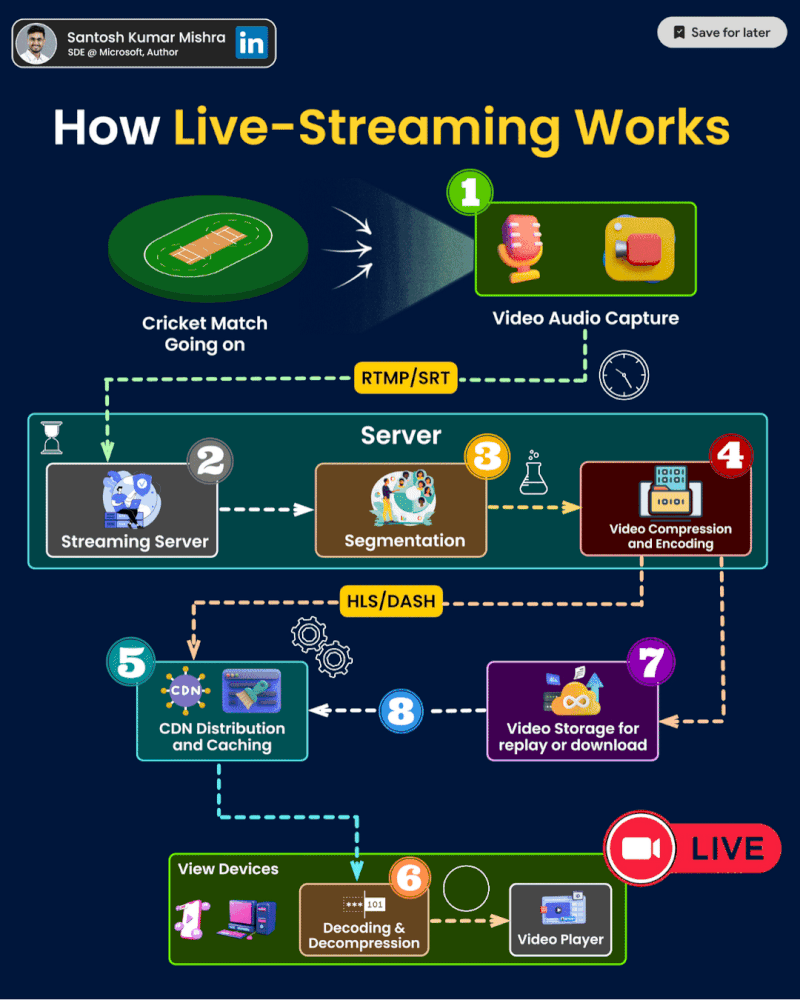 Santosh Kumar Mishra
SDE @ Microsoft, Author
in
Save for later
How Live-Streaming Works
1
Cricket Match
Going on
Video Audio Capture
RTMP/SRT
Server
2
Streaming Server
3
Segmentation
4
1010
10101
Video Compression
and Encoding
HLS/DASH
5
CDN
CDN Distribution
and Caching
8
7
Video Storage for
replay or download
LIVE
View Devices
6
*** 101
Decoding &
Decompression
Video Player